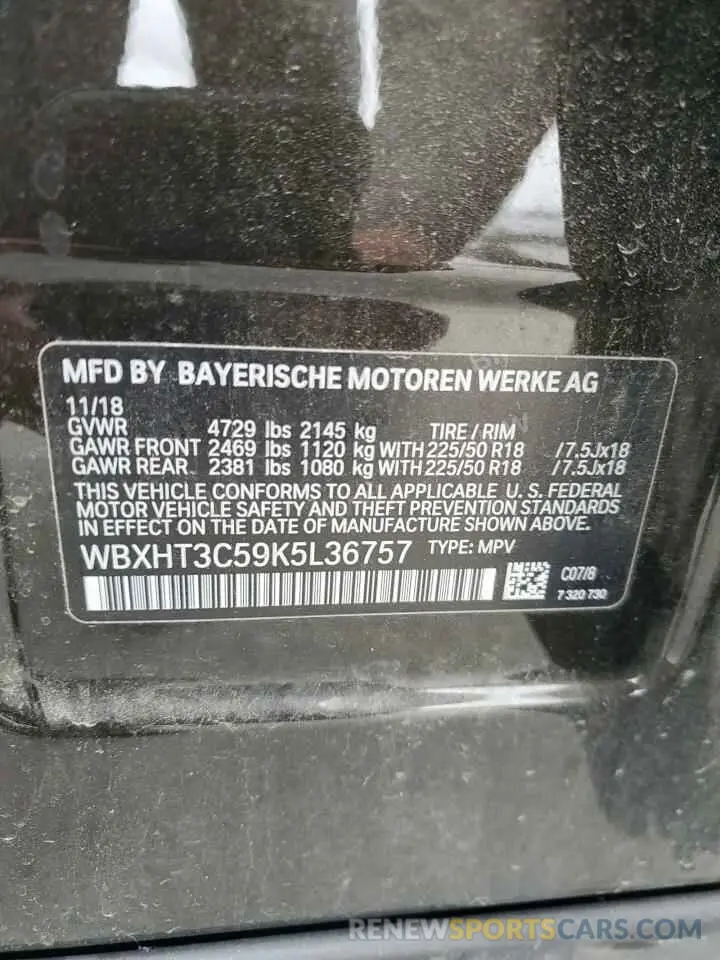 MFD BY BAYERISCHE MOTOREN WERKE AG
11/18
GVWR 4729 lbs 2145 kg TIRE / RIM
GAWR FRONT 2469 lbs 1120 kg WITH 225/50 R18 /7.5Jx18
GAWR REAR 2381 lbs 1080 kg WITH 225/50 R18 /7.5Jx18
THIS VEHICLE CONFORMS TO ALL APPLICABLE U. S. FEDERAL
MOTOR VEHICLE SAFETY AND THEFT PREVENTION STANDARDS
IN EFFECT ON THE DATE OF MANUFACTURE SHOWN ABOVE.
WBXHT3C59K5L36757 TYPE: MPV
C07/8
7 320 730
RENEWSPORTSCARS.COM